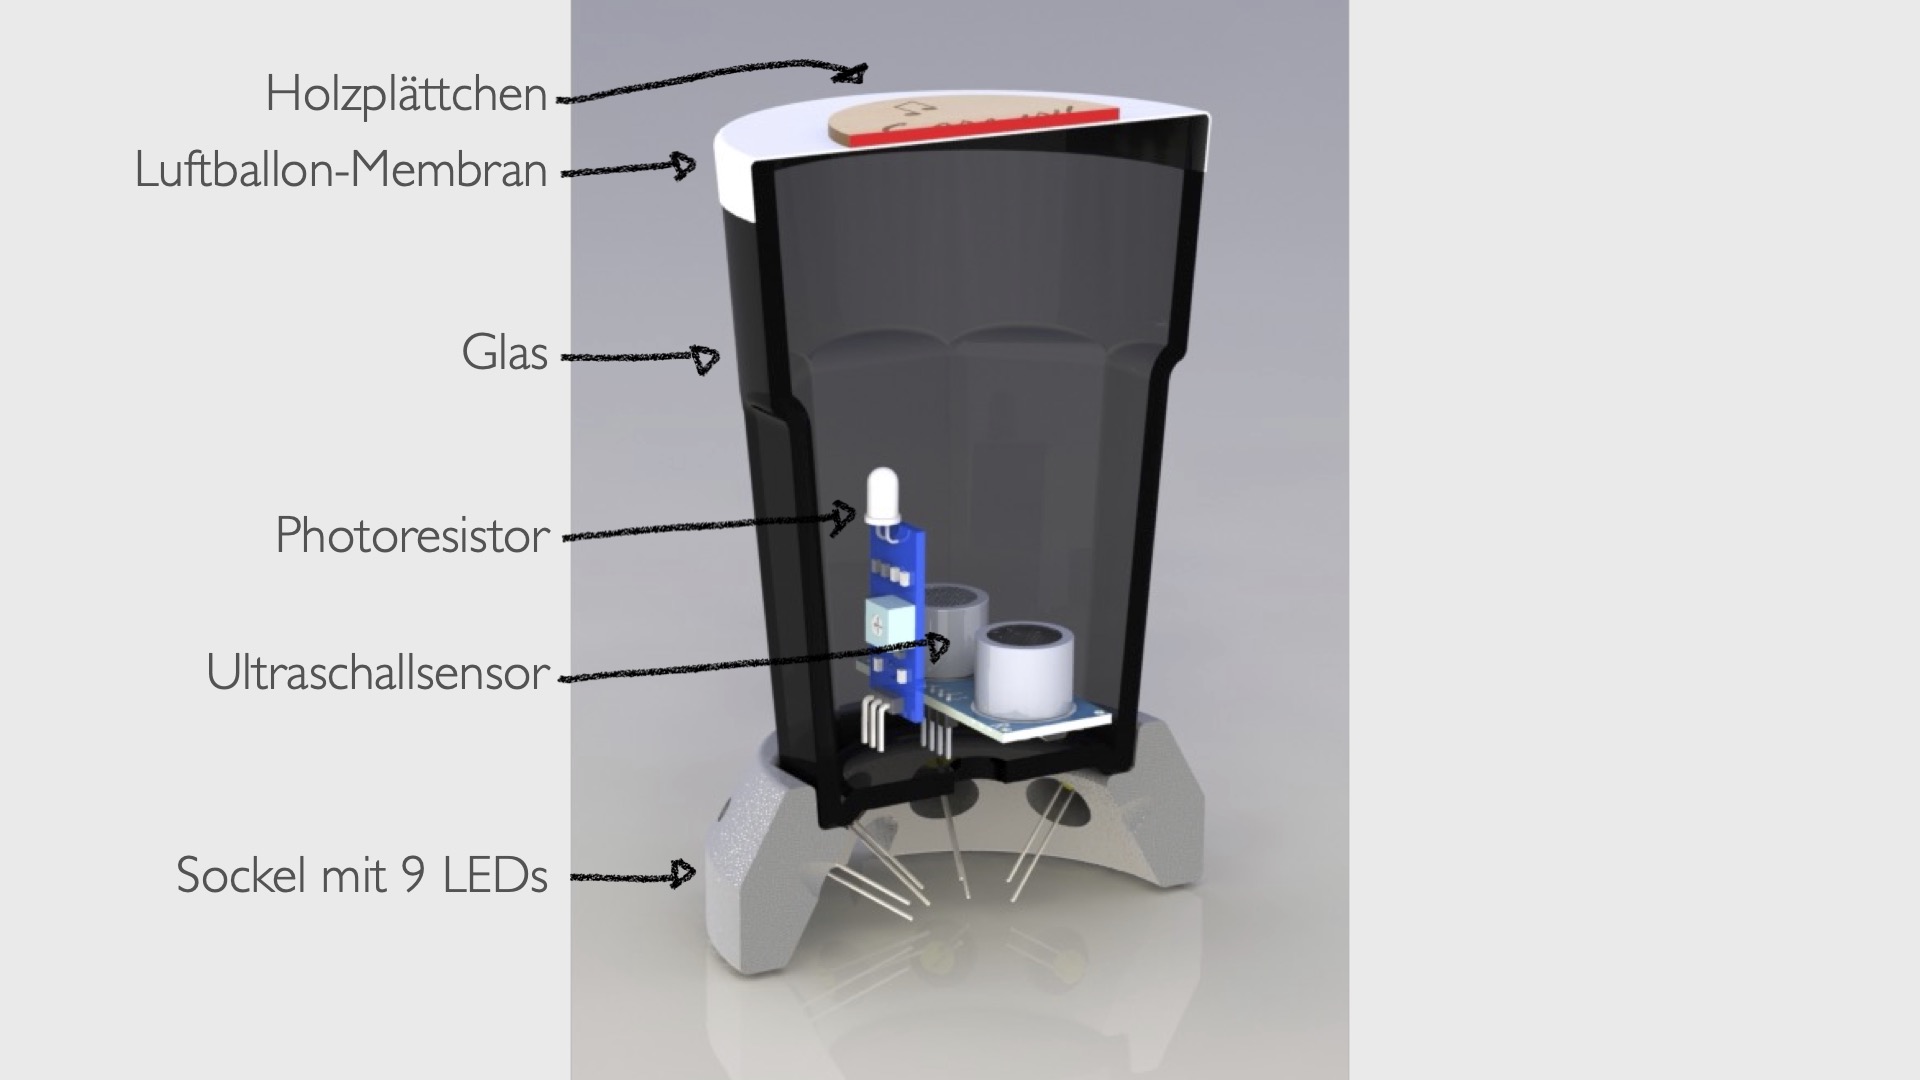 Holzplättchen
Luftballon-Membran
Glas
Photoresistor
Ultraschallsensor
Sockel mit 9 LEDs